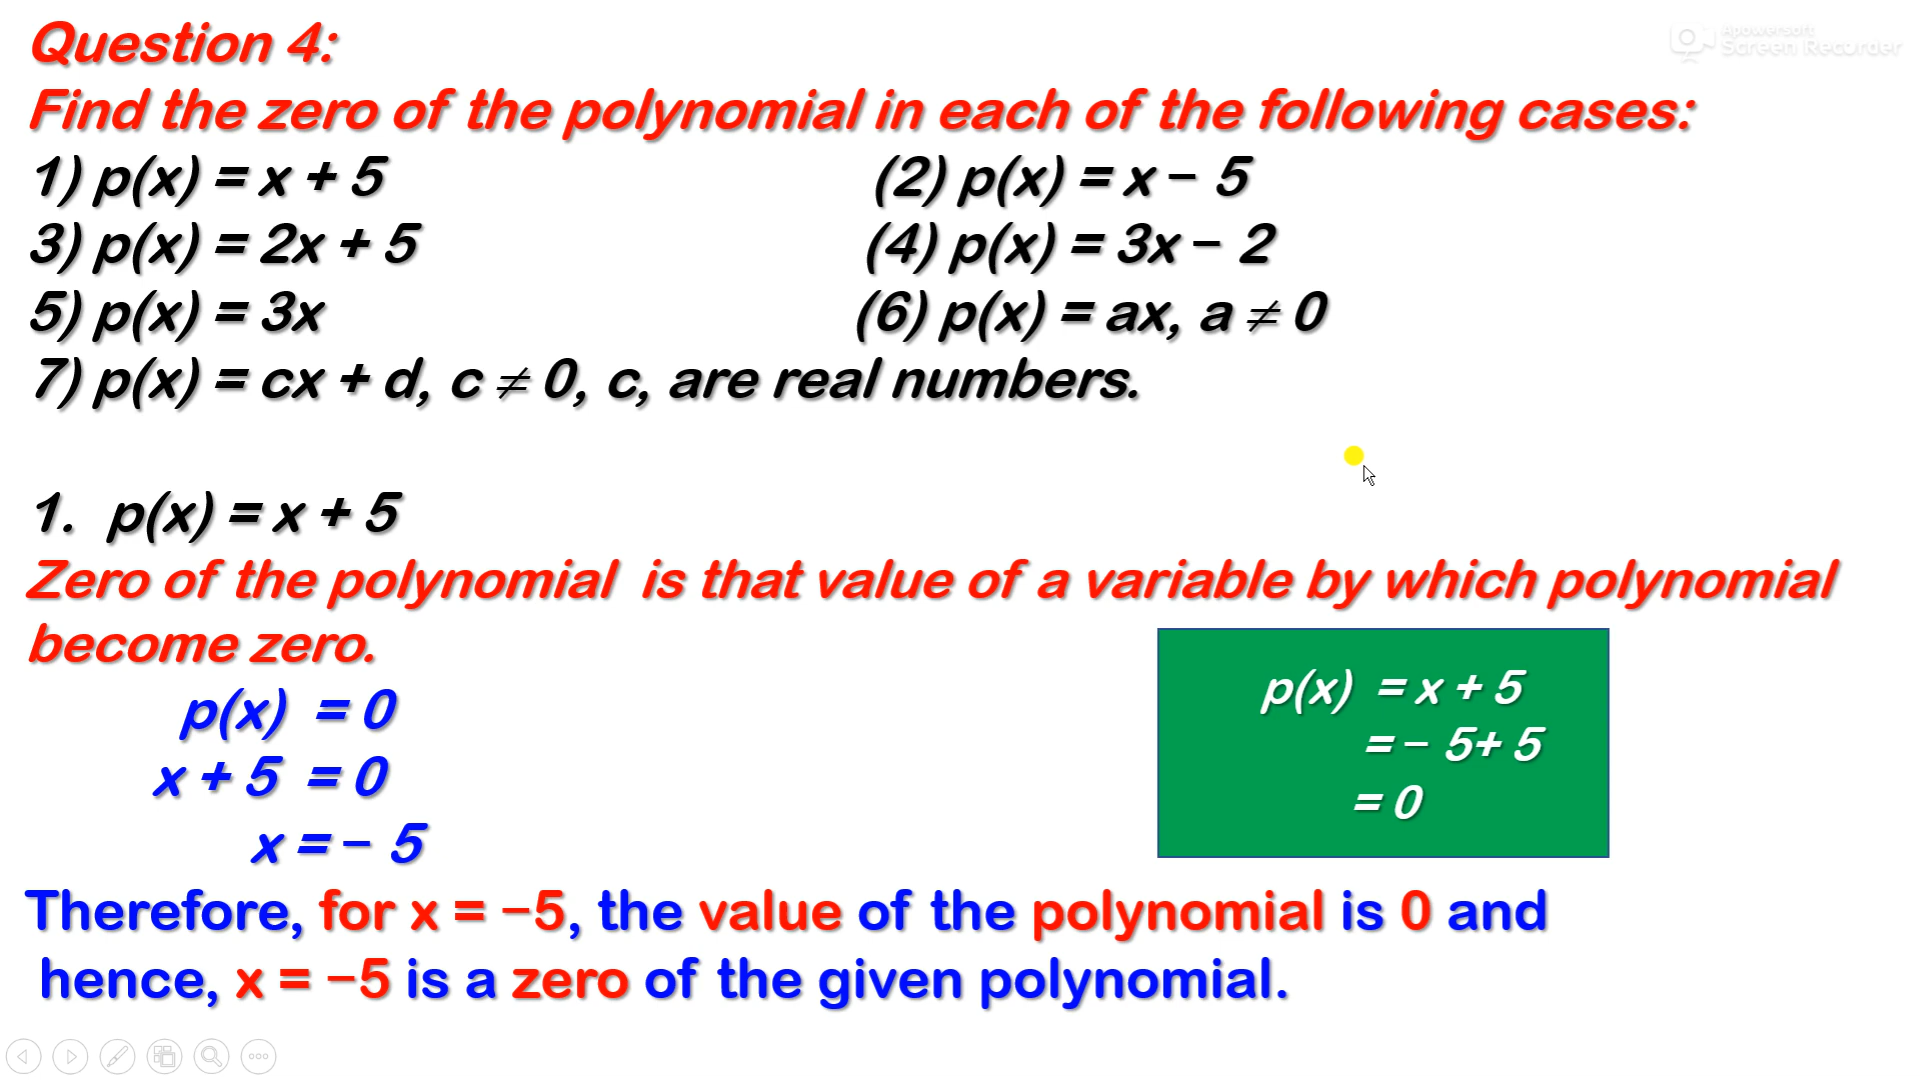 Question 4:
Apowersoft
Screen Recorder
Find the zero of the polynomial in each of the following cases:
1) p(x) = x + 5 (2) p(x) = x − 5
3) p(x) = 2x + 5 (4) p(x) = 3x − 2
5) p(x) = 3x (6) p(x) = ax, a ≠ 0
7) p(x) = cx + d, c ≠ 0, c, are real numbers.
1. p(x) = x + 5
Zero of the polynomial is that value of a variable by which polynomial
become zero.
p(x) = 0
x + 5 = 0
x = − 5
p(x) = x + 5
= − 5+ 5
= 0
Therefore, for x = −5, the value of the polynomial is 0 and
hence, x = −5 is a zero of the given polynomial.